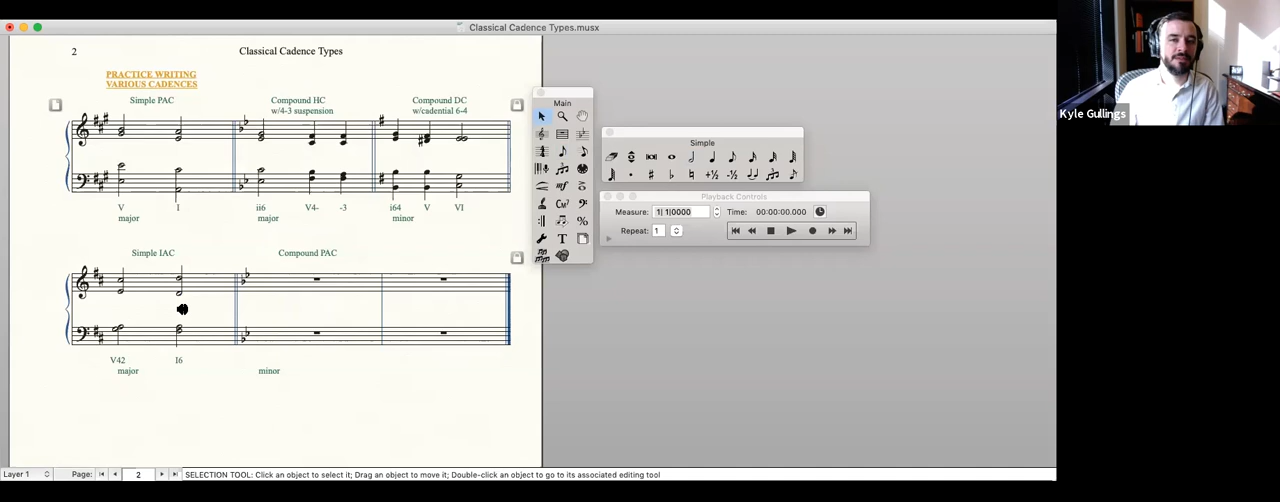 Classical Cadence Types.musx
2
Classical Cadence Types
PRACTICE WRITING
VARIOUS CADENCES
Simple PAC
Compound HC
w/4-3 suspension
Compound DC
w/cadential 6-4
V
I
ii6
V4-
-3
i64
V
VI
major
major
minor
Simple IAC
Compound PAC
V42
I6
major
minor
Main
Simple
Playback Controls
Measure: 1| 1|0000
Time: 00:00:00.000
Repeat: 1
Kyle Gullings
Layer 1
Page:
2
SELECTION TOOL: Click an object to select it; Drag an object to move it; Double-click an object to go to its associated editing tool